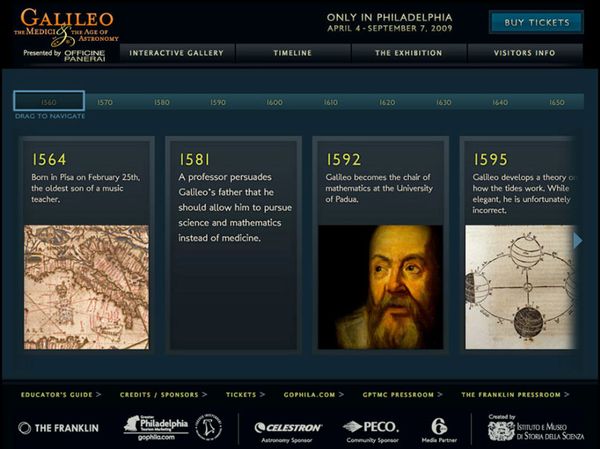 GALILEO
THE MEDICI & THE AGE OF
ASTRONOMY
Presented by OFFICINE
PANERAI
ONLY IN PHILADELPHIA
APRIL 4 - SEPTEMBER 7, 2009
BUY TICKETS
INTERACTIVE GALLERY
TIMELINE
THE EXHIBITION
VISITORS INFO
1560 1570 1580 1590 1600 1610 1620 1630 1640 1650
DRAG TO NAVIGATE
1564
Born in Pisa on February 25th,
the oldest son of a music
teacher.
1581
A professor persuades
Galileo's father that he
should allow him to pursue
science and mathematics
instead of medicine.
1592
Galileo becomes the chair of
mathematics at the University
of Padua.
1595
Galileo develops a theory on
how the tides work. While
elegant, he is unfortunately
incorrect.
EDUCATOR'S GUIDE >
CREDITS / SPONSORS >
TICKETS >
GOPHILA.COM >
GPTMC PRESSROOM >
THE FRANKLIN PRESSROOM >
THE FRANKLIN
Greater
Philadelphia
Tourism Marketing
gophila.com
CELESTRON
Astronomy Sponsor
PECO.
Community Sponsor
6
Media Partner
Created by
ISTITUTO E MUSEO
DI STORIA DELLA SCIENZA